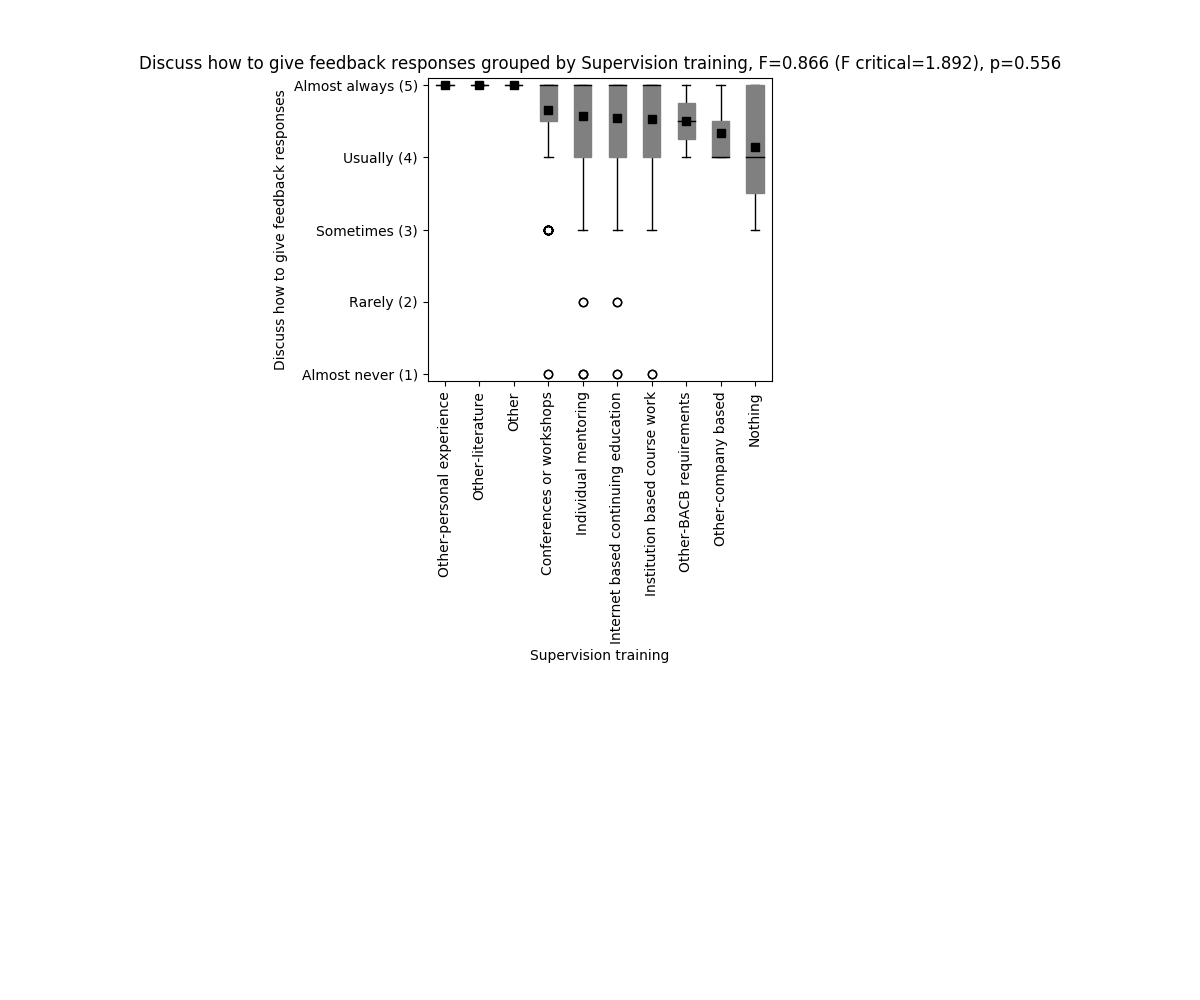 Discuss how to give feedback responses grouped by Supervision training, F=0.866 (F critical=1.892), p=0.556
Discuss how to give feedback responses
Almost always (5)
Usually (4)
Sometimes (3)
Rarely (2)
Almost never (1)
Other-personal experience
Other-literature
Other
Conferences or workshops
Individual mentoring
Internet based continuing education
Institution based course work
Other-BACB requirements
Other-company based
Nothing
Supervision training